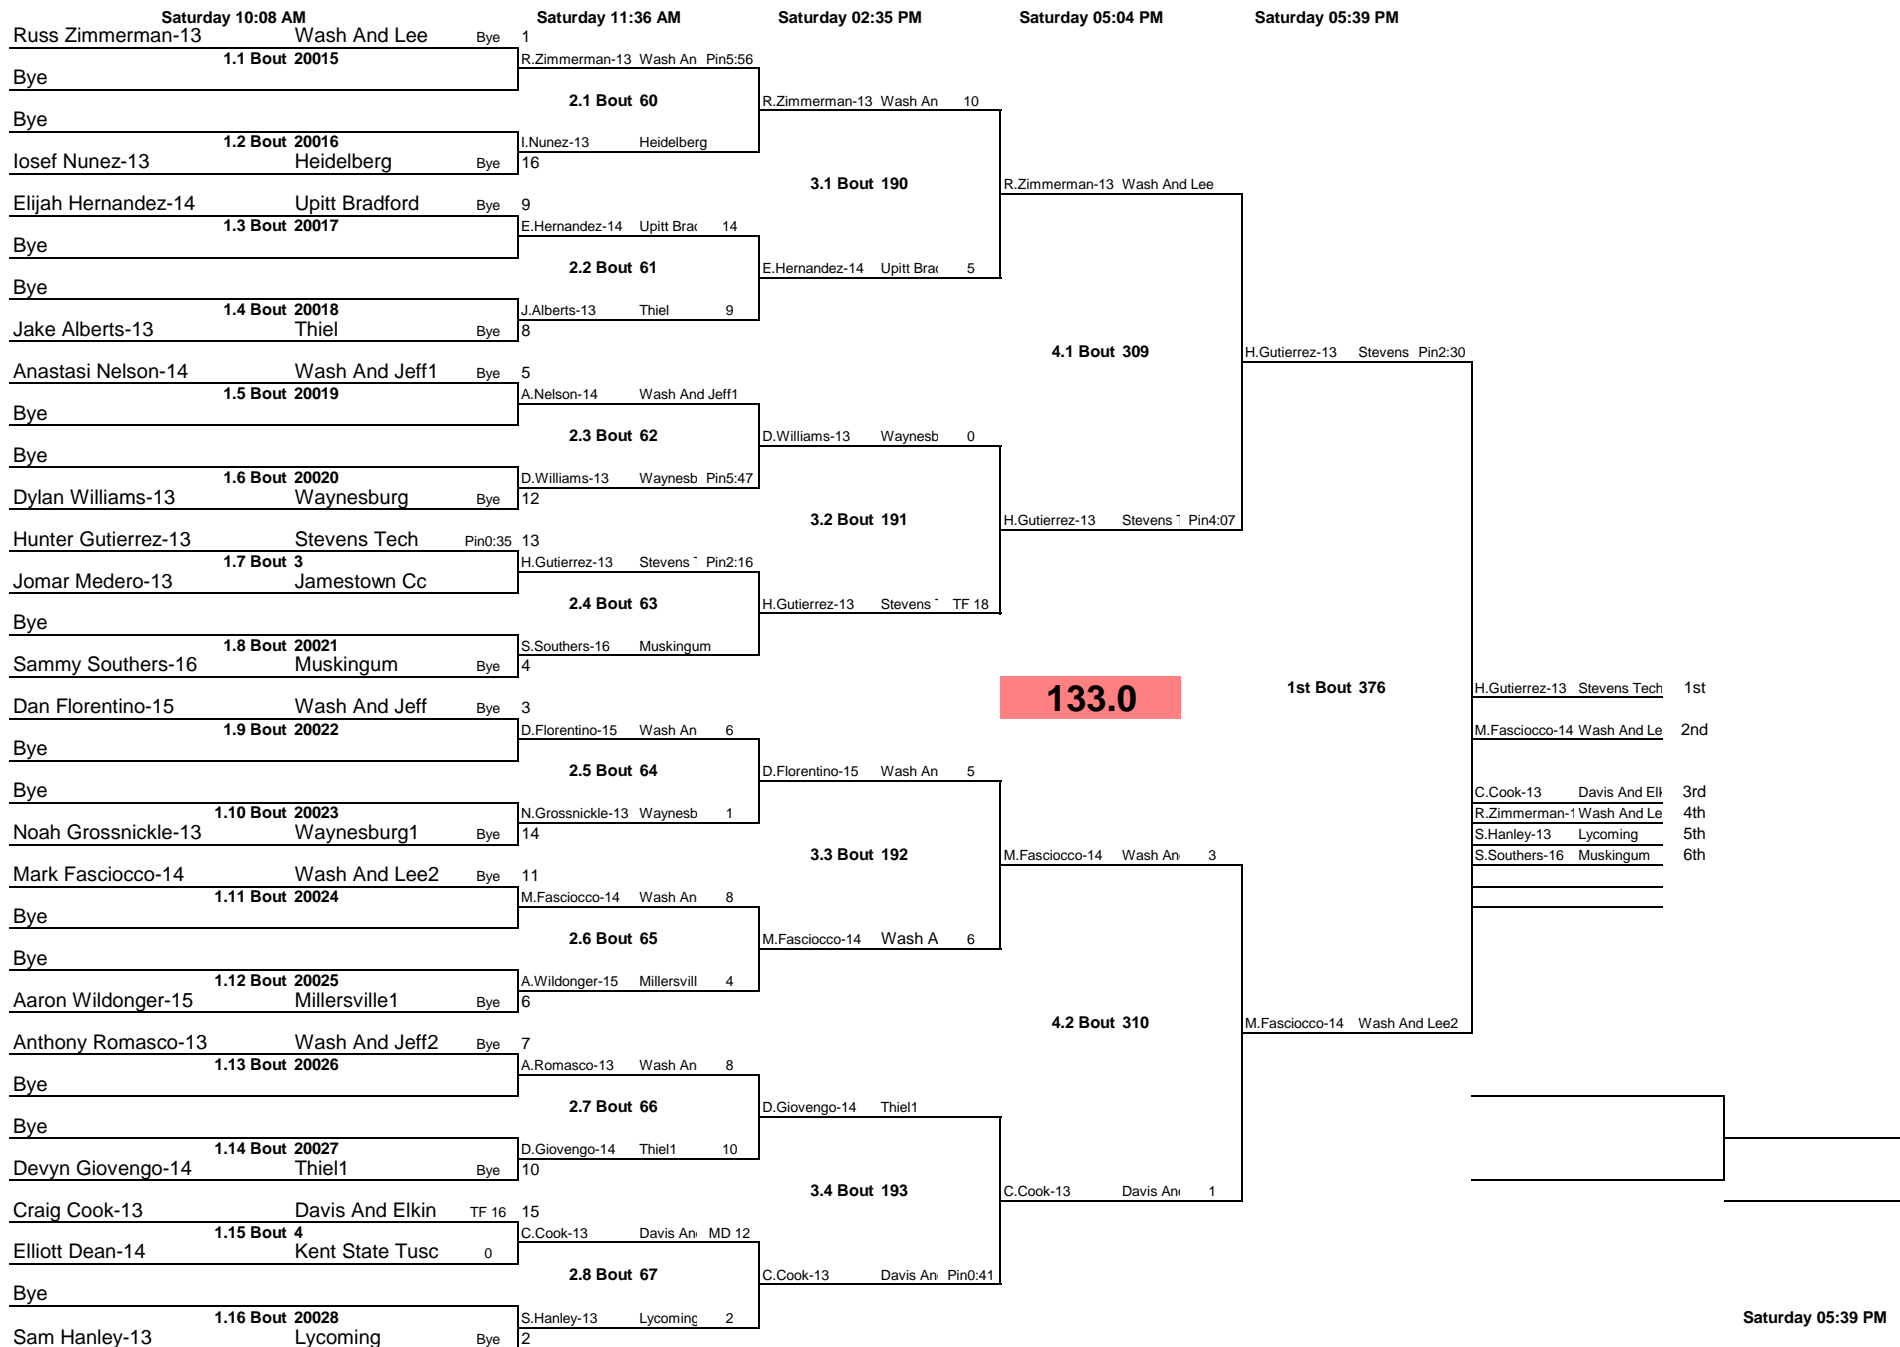 Saturday 10:08 AM Saturday 11:36 AM Saturday 02:35 PM Saturday 05:04 PM Saturday 05:39 PM
Russ Zimmerman-13 Wash And Lee Bye 1
1.1 Bout 20015 R.Zimmerman-13 Wash An Pin5:56
Bye
2.1 Bout 60 R.Zimmerman-13 Wash An 10
Bye
1.2 Bout 20016 I.Nunez-13 Heidelberg
Iosef Nunez-13 Heidelberg Bye 16
3.1 Bout 190 R.Zimmerman-13 Wash And Lee
Elijah Hernandez-14 Upitt Bradford Bye 9
1.3 Bout 20017 E.Hernandez-14 Upitt Brac 14
Bye
2.2 Bout 61 E.Hernandez-14 Upitt Brac 5
Bye
1.4 Bout 20018 J.Alberts-13 Thiel 9
Jake Alberts-13 Thiel Bye 8
4.1 Bout 309 H.Gutierrez-13 Stevens Pin2:30
Anastasi Nelson-14 Wash And Jeff1 Bye 5
1.5 Bout 20019 A.Nelson-14 Wash And Jeff1
Bye
2.3 Bout 62 D.Williams-13 Waynesb 0
Bye
1.6 Bout 20020 D.Williams-13 Waynesb Pin5:47
Dylan Williams-13 Waynesburg Bye 12
3.2 Bout 191 H.Gutierrez-13 Stevens Pin4:07
Hunter Gutierrez-13 Stevens Tech Pin0:35 13
1.7 Bout 3 H.Gutierrez-13 Stevens Pin2:16
Jomar Medero-13 Jamestown Cc
2.4 Bout 63 H.Gutierrez-13 Stevens TF 18
Bye
1.8 Bout 20021 S.Southers-16 Muskingum
Sammy Southers-16 Muskingum Bye 4
133.0 1st Bout 376 H.Gutierrez-13 Stevens Tech 1st
Dan Florentino-15 Wash And Jeff Bye 3
1.9 Bout 20022 D.Florentino-15 Wash An 6 M.Fasciocco-14 Wash And Le 2nd
Bye
2.5 Bout 64 D.Florentino-15 Wash An 5
Bye C.Cook-13 Davis And Elk 3rd
1.10 Bout 20023 N.Grossnickle-13 Waynesb 1 R.Zimmerman-1 Wash And Le 4th
Noah Grossnickle-13 Waynesburg1 Bye 14 S.Hanley-13 Lycoming 5th
3.3 Bout 192 M.Fasciocco-14 Wash An 3 S.Southers-16 Muskingum 6th
Mark Fasciocco-14 Wash And Lee2 Bye 11
1.11 Bout 20024 M.Fasciocco-14 Wash An 8
Bye
2.6 Bout 65 M.Fasciocco-14 Wash A 6
Bye
1.12 Bout 20025 A.Wildonger-15 Millersvill 4
Aaron Wildonger-15 Millersville1 Bye 6
4.2 Bout 310 M.Fasciocco-14 Wash And Lee2
Anthony Romasco-13 Wash And Jeff2 Bye 7
1.13 Bout 20026 A.Romasco-13 Wash An 8
Bye
2.7 Bout 66 D.Giovengo-14 Thiel1
Bye
1.14 Bout 20027 D.Giovengo-14 Thiel1 10
Devyn Giovengo-14 Thiel1 Bye 10
3.4 Bout 193 C.Cook-13 Davis An 1
Craig Cook-13 Davis And Elkin TF 16 15
1.15 Bout 4 C.Cook-13 Davis An MD 12
Elliott Dean-14 Kent State Tusc 0
2.8 Bout 67 C.Cook-13 Davis An Pin0:41
Bye
1.16 Bout 20028 S.Hanley-13 Lycoming 2 Saturday 05:39 PM
Sam Hanley-13 Lycoming Bye 2